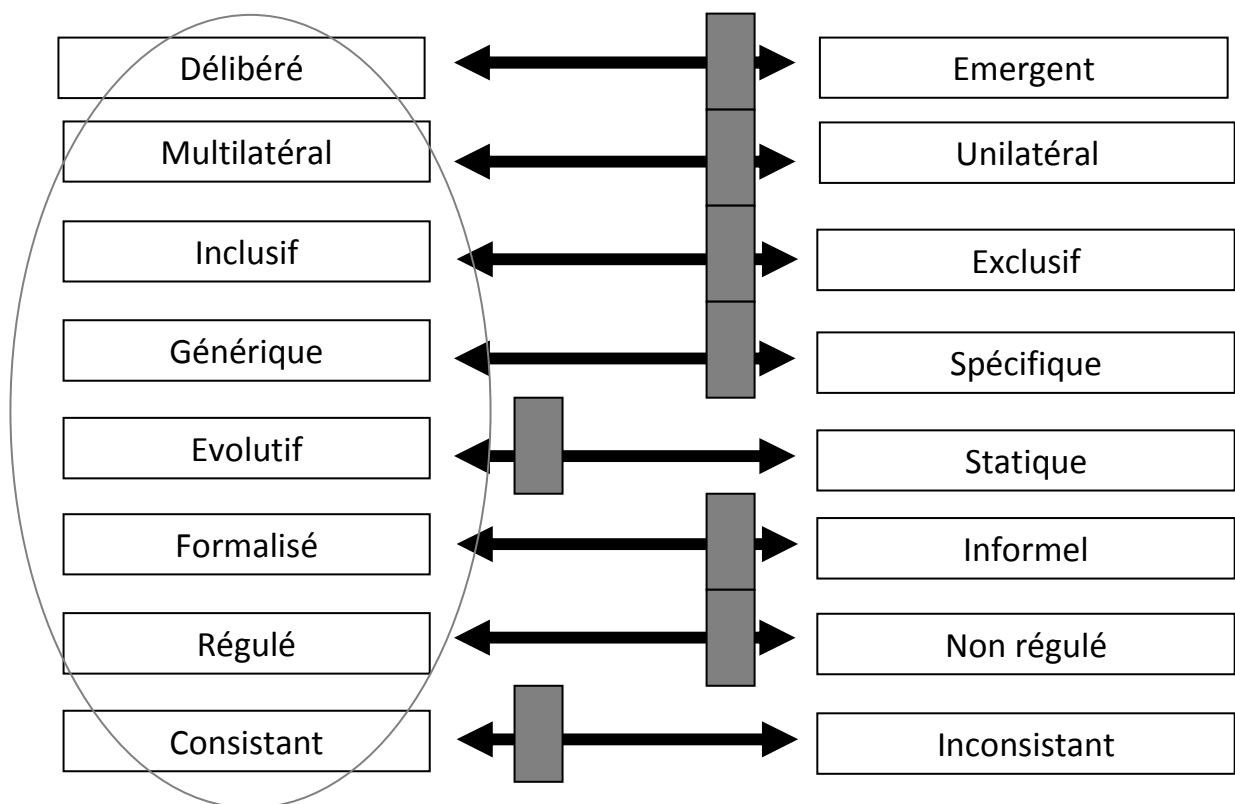 Délibéré
Emergent
Multilatéral
Unilatéral
Inclusif
Exclusif
Générique
Spécifique
Evolutif
Statique
Formalisé
Informel
Régulé
Non régulé
Consistant
Inconsistant